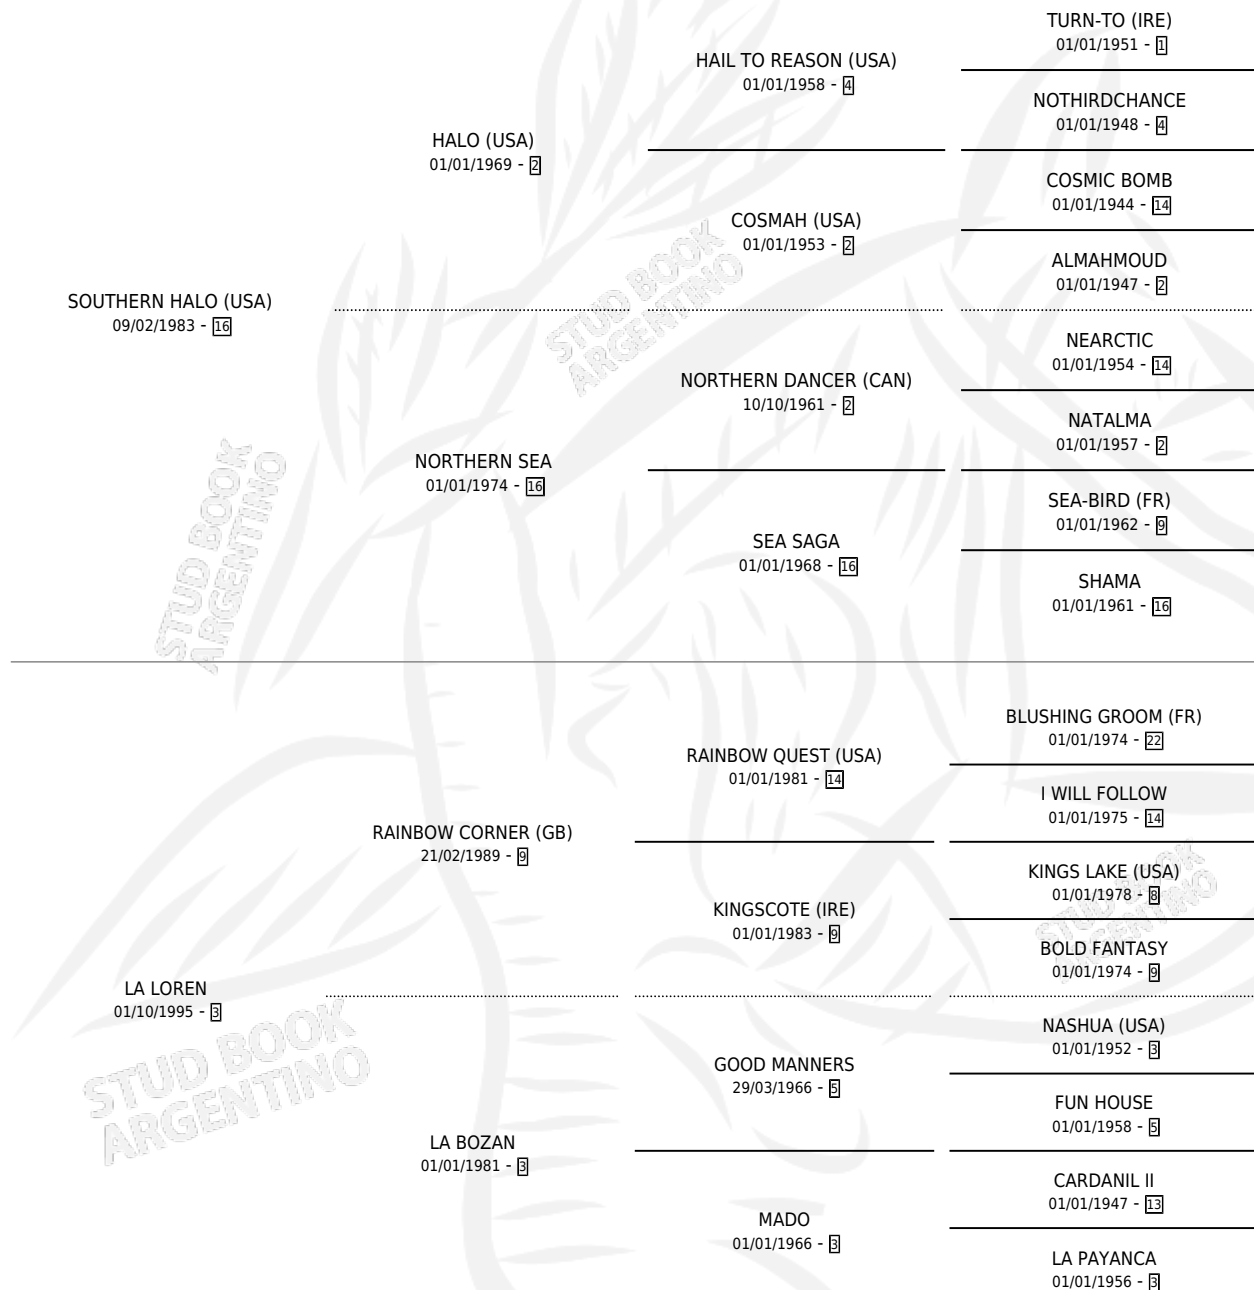 TURN-TO (IRE)
01/01/1951 - 1
HAIL TO REASON (USA)
01/01/1958 - 4
NOTHIRDCHANCE
01/01/1948 - 4
HALO (USA)
01/01/1969 - 2
COSMIC BOMB
01/01/1944 - 14
COSMAH (USA)
01/01/1953 - 2
ALMAHMOUD
01/01/1947 - 2
SOUTHERN HALO (USA)
09/02/1983 - 16
NEARCTIC
01/01/1954 - 14
NORTHERN DANCER (CAN)
10/10/1961 - 2
NATALMA
01/01/1957 - 2
NORTHERN SEA
01/01/1974 - 16
SEA-BIRD (FR)
01/01/1962 - 9
SEA SAGA
01/01/1968 - 16
SHAMA
01/01/1961 - 16
BLUSHING GROOM (FR)
01/01/1974 - 22
RAINBOW QUEST (USA)
01/01/1981 - 14
I WILL FOLLOW
01/01/1975 - 14
RAINBOW CORNER (GB)
21/02/1989 - 9
KINGS LAKE (USA)
01/01/1978 - 8
KINGSCOTE (IRE)
01/01/1983 - 9
BOLD FANTASY
01/01/1974 - 9
LA LOREN
01/10/1995 - 3
NASHUA (USA)
01/01/1952 - 3
GOOD MANNERS
29/03/1966 - 5
FUN HOUSE
01/01/1958 - 5
LA BOZAN
01/01/1981 - 3
CARDANIL II
01/01/1947 - 13
MADO
01/01/1966 - 3
LA PAYANCA
01/01/1956 - 3
STUD BOOK
ARGENTINO
STUD BOOK
ARGENTINO
STUD BOOK
ARGENTINO
STUD BOOK
ARGENTINO